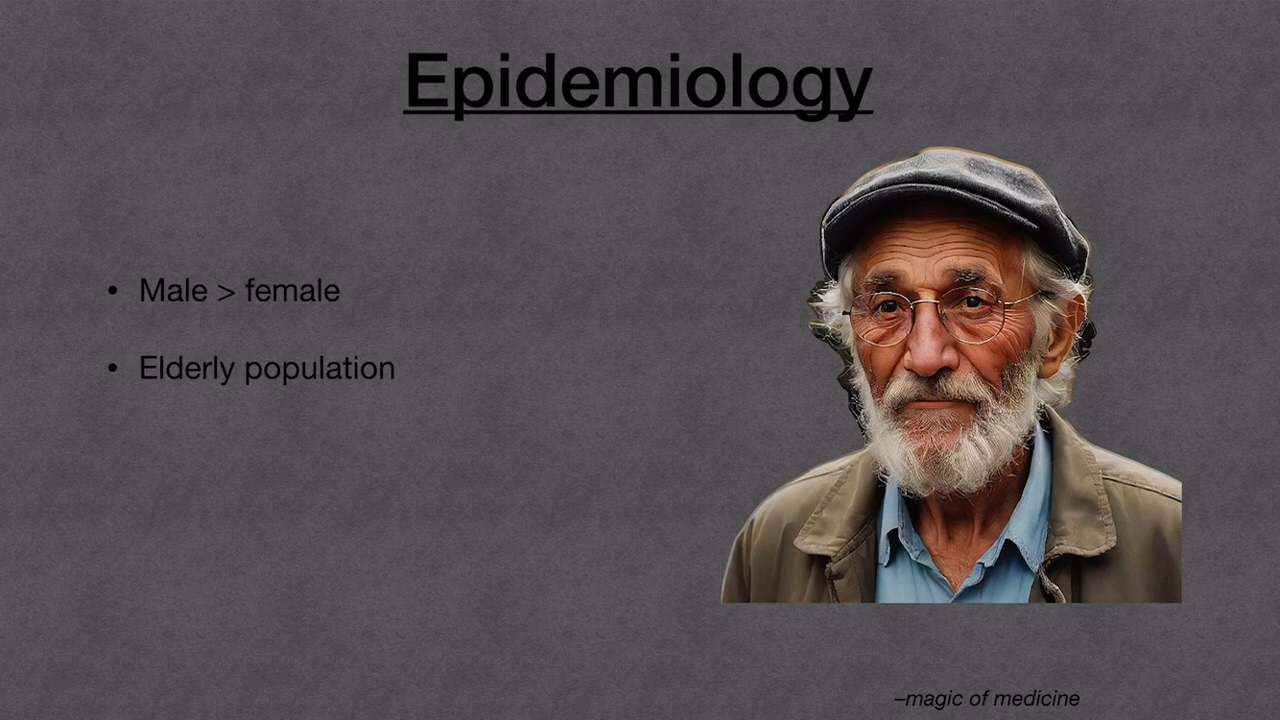 Epidemiology
• Male > female
• Elderly population
–magic of medicine